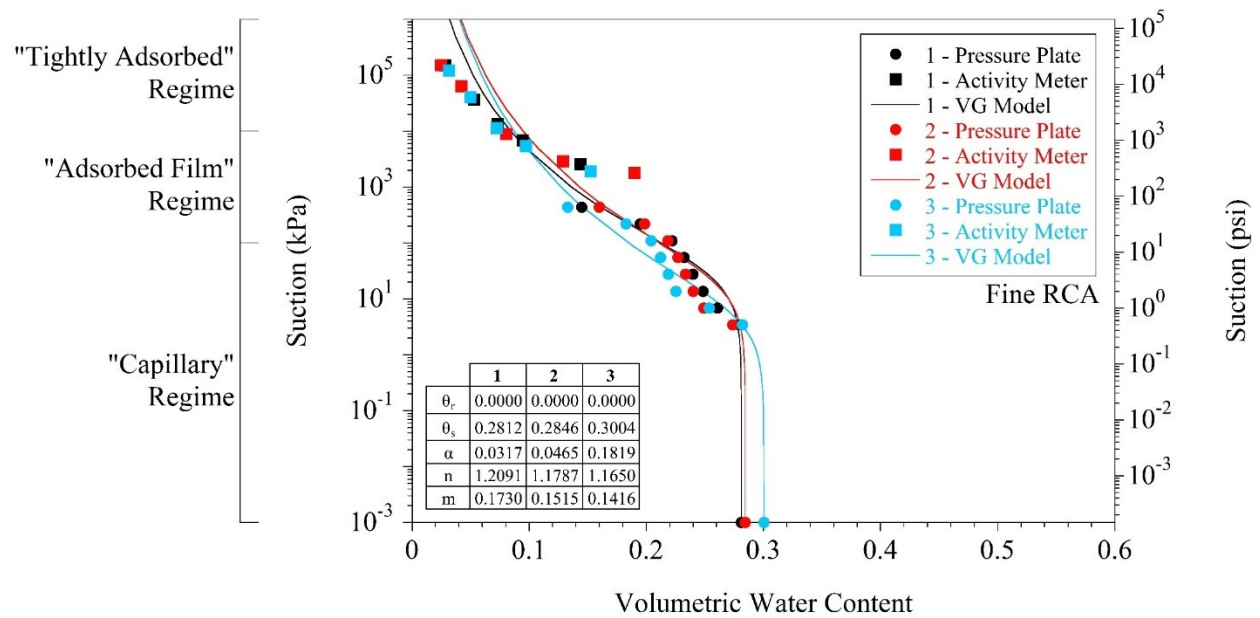 "Tightly Adsorbed"
Regime
"Adsorbed Film"
Regime
"Capillary"
Regime
Suction (kPa)
10^5
10^3
10^1
10^-1
10^-3
1 - Pressure Plate
1 - Activity Meter
1 - VG Model
2 - Pressure Plate
2 - Activity Meter
2 - VG Model
3 - Pressure Plate
3 - Activity Meter
3 - VG Model
Fine RCA
1 2 3
θr 0.0000 0.0000 0.0000
θs 0.2812 0.2846 0.3004
α 0.0317 0.0465 0.1819
n 1.2091 1.1787 1.1650
m 0.1730 0.1515 0.1416
10^5
10^4
10^3
10^2
10^1
10^0
10^-1
10^-2
10^-3
Suction (psi)
0 0.1 0.2 0.3 0.4 0.5 0.6
Volumetric Water Content